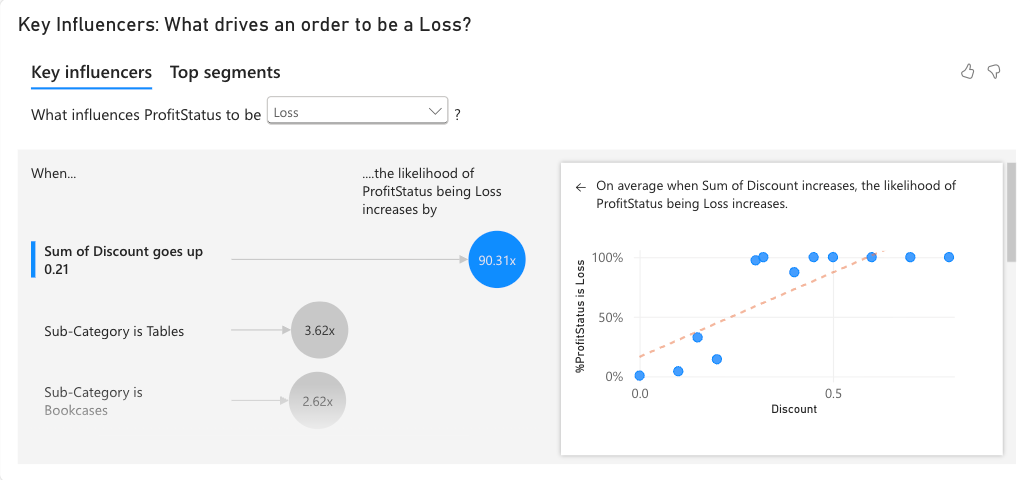 Key Influencers: What drives an order to be a Loss?
Key influencers Top segments
What influences ProfitStatus to be Loss ?
When...
....the likelihood of
ProfitStatus being Loss
increases by
Sum of Discount goes up
0.21
90.31x
Sub-Category is Tables
3.62x
Sub-Category is
Bookcases
2.62x
← On average when Sum of Discount increases, the likelihood of
ProfitStatus being Loss increases.
%ProfitStatus is Loss
100%
50%
0%
0.0 0.5
Discount